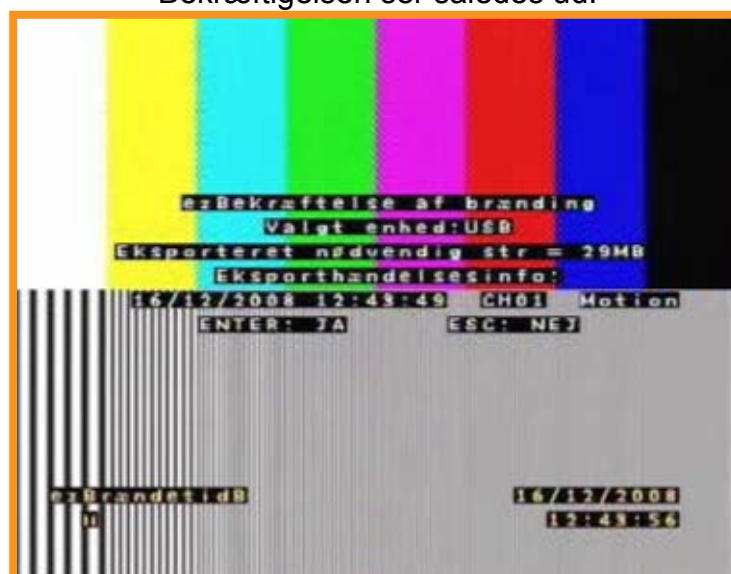 Bekræftigelsen ser således ud:
ezBekræftelse af brænding
Valgt enhed:USB
Eksporteret nødvendig str = 29MB
Eksporthændelsesinfo:
16/12/2008 12:43:49 CH01 Motion
ENTER: JA ESC: NEJ
ezBrændetidB 16/12/2008
12:43:56